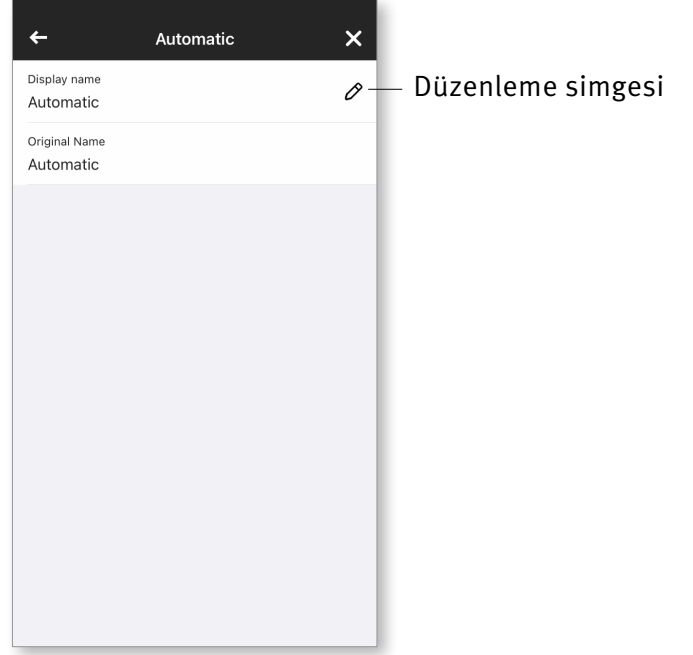 Automatic
Display name
Automatic
Düzenleme simgesi
Original Name
Automatic